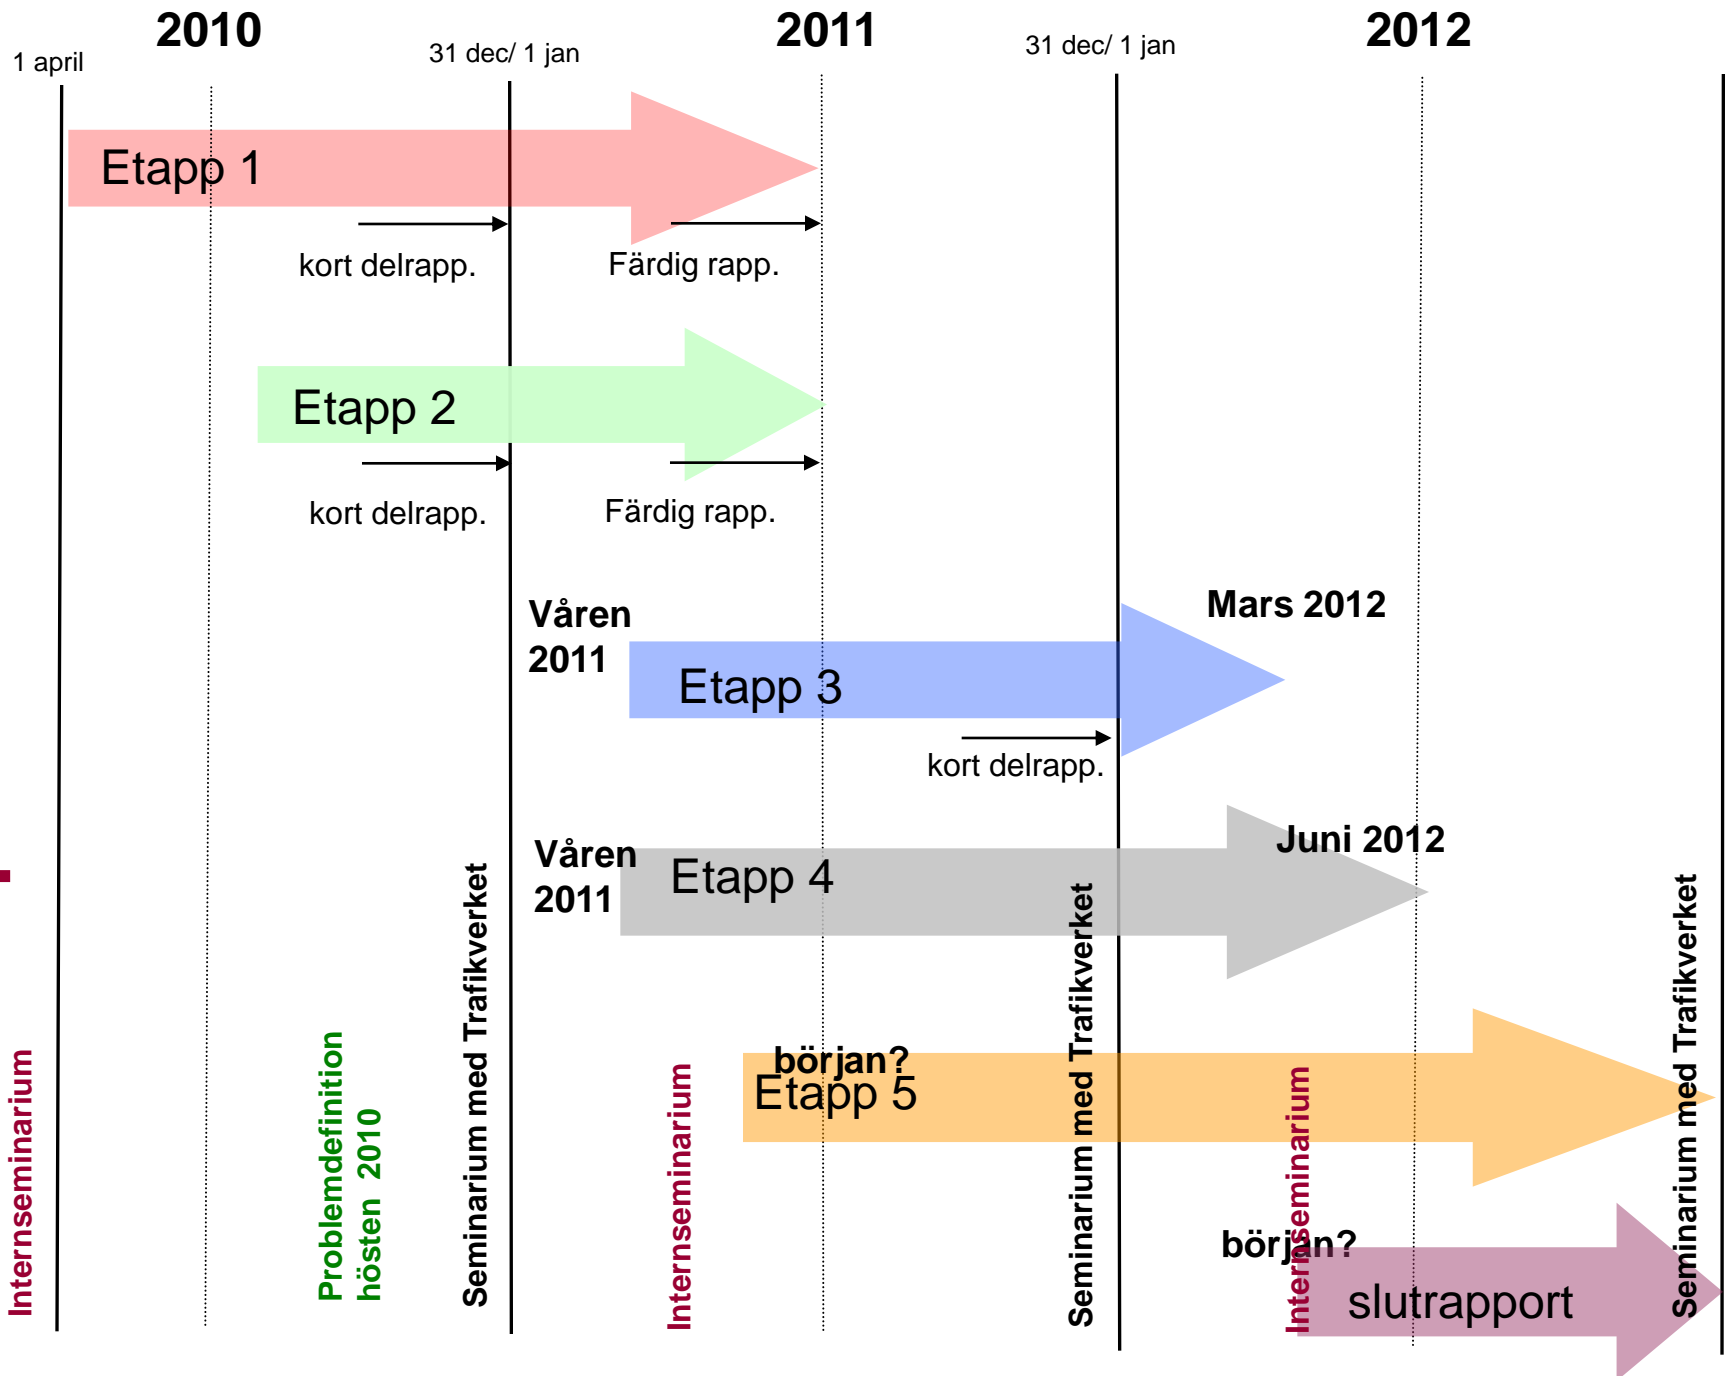 2010
2011
2012
1 april
31 dec/ 1 jan
31 dec/ 1 jan
Etapp 1
kort delrapp.
Färdig rapp.
Etapp 2
kort delrapp.
Färdig rapp.
Våren
2011
Mars 2012
Etapp 3
kort delrapp.
Våren
2011
Juni 2012
Etapp 4
början?
Etapp 5
början?
slutrapport
Internseminarium
Problemdefinition
hösten 2010
Seminarium med Trafikverket
Internseminarium
Seminarium med Trafikverket
Internseminarium
Seminarium med Trafikverket